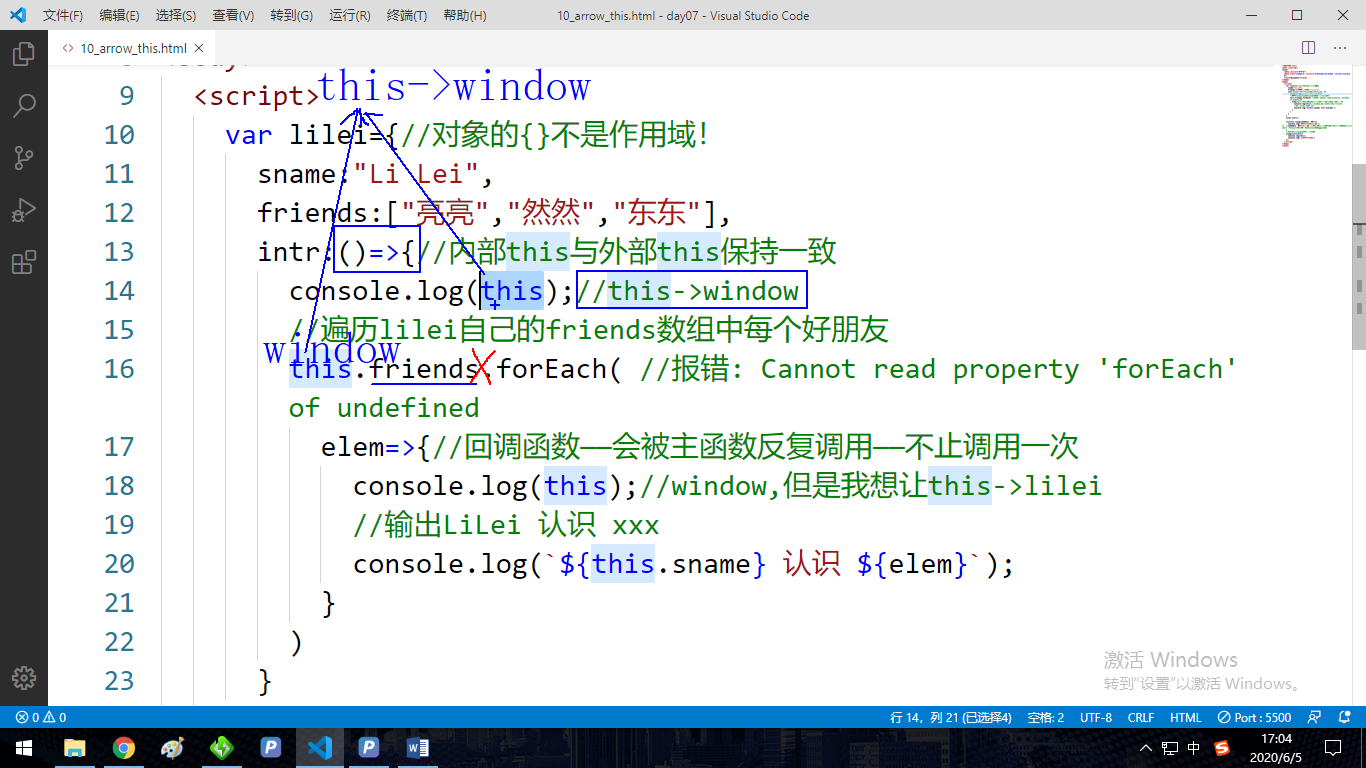 文件(F) 编辑(E) 选择(S) 查看(V) 转到(G) 运行(R) 终端(T) 帮助(H) 10_arrow_this.html - day07 - Visual Studio Code
10_arrow_this.html
this->window
9 <script>
10 var lilei={//对象的{}不是作用域!
11 sname:"Li Lei",
12 friends:["亮亮","然然","东东"],
13 intr:()=>{//内部this与外部this保持一致
14 console.log(this);//this->window
15 //遍历lilei自己的friends数组中每个好朋友
window
16 this.friends.forEach( //报错: Cannot read property 'forEach'
of undefined
17 elem=>{//回调函数——会被主函数反复调用——不止调用一次
18 console.log(this);//window,但是我想让this->lilei
19 //输出LiLei 认识 xxx
20 console.log(`${this.sname} 认识 ${elem}`);
21 }
22 )
23 }
激活 Windows
转到"设置"以激活 Windows。
0 0 行 14，列 21 (已选择4) 空格: 2 UTF-8 CRLF HTML Port : 5500
中 17:04
2020/6/5